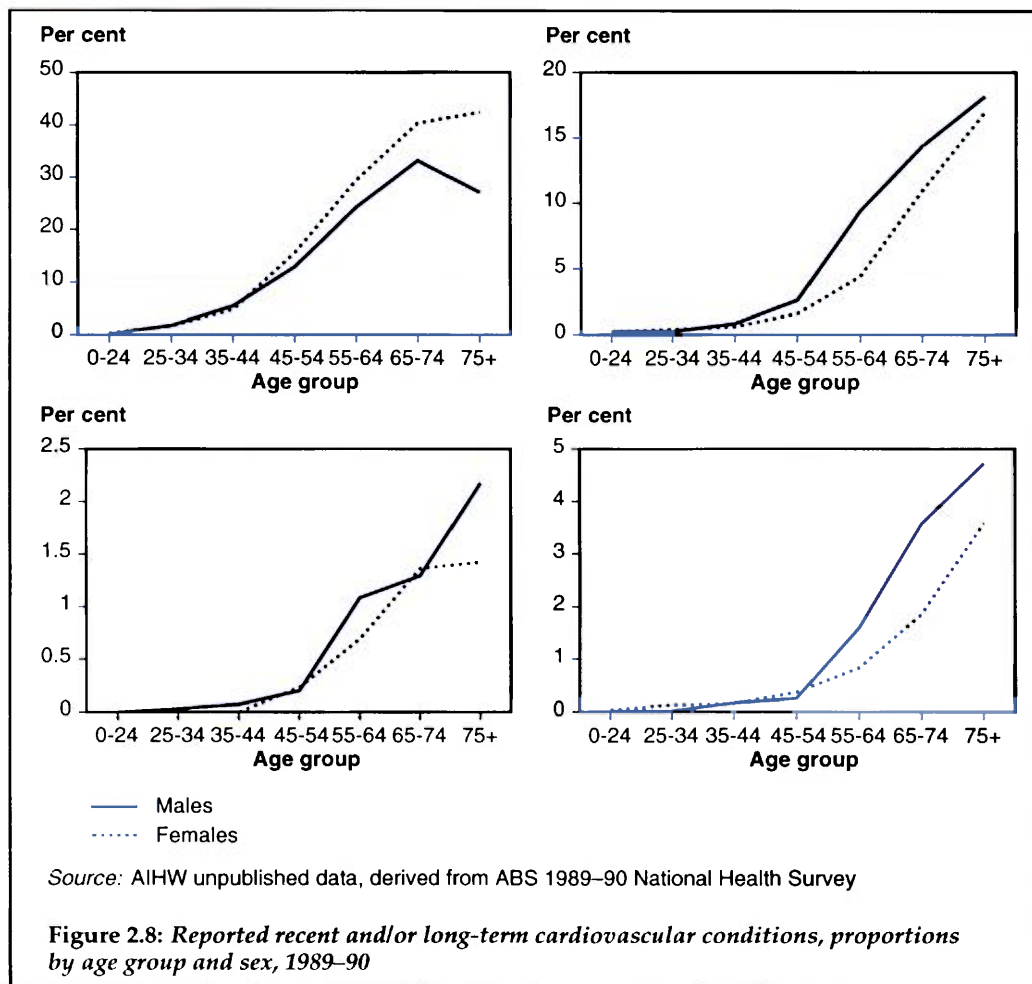 Per cent
50
40
30
20
10
0
0-24 25-34 35-44 45-54 55-64 65-74 75+
Age group
Per cent
20
15
10
5
0
0-24 25-34 35-44 45-54 55-64 65-74 75+
Age group
Per cent
2.5
2
1.5
1
0.5
0
0-24 25-34 35-44 45-54 55-64 65-74 75+
Age group
Per cent
5
4
3
2
1
0
0-24 25-34 35-44 45-54 55-64 65-74 75+
Age group
Males
Females
Source: AIHW unpublished data, derived from ABS 1989–90 National Health Survey
Figure 2.8: Reported recent and/or long-term cardiovascular conditions, proportions
by age group and sex, 1989–90